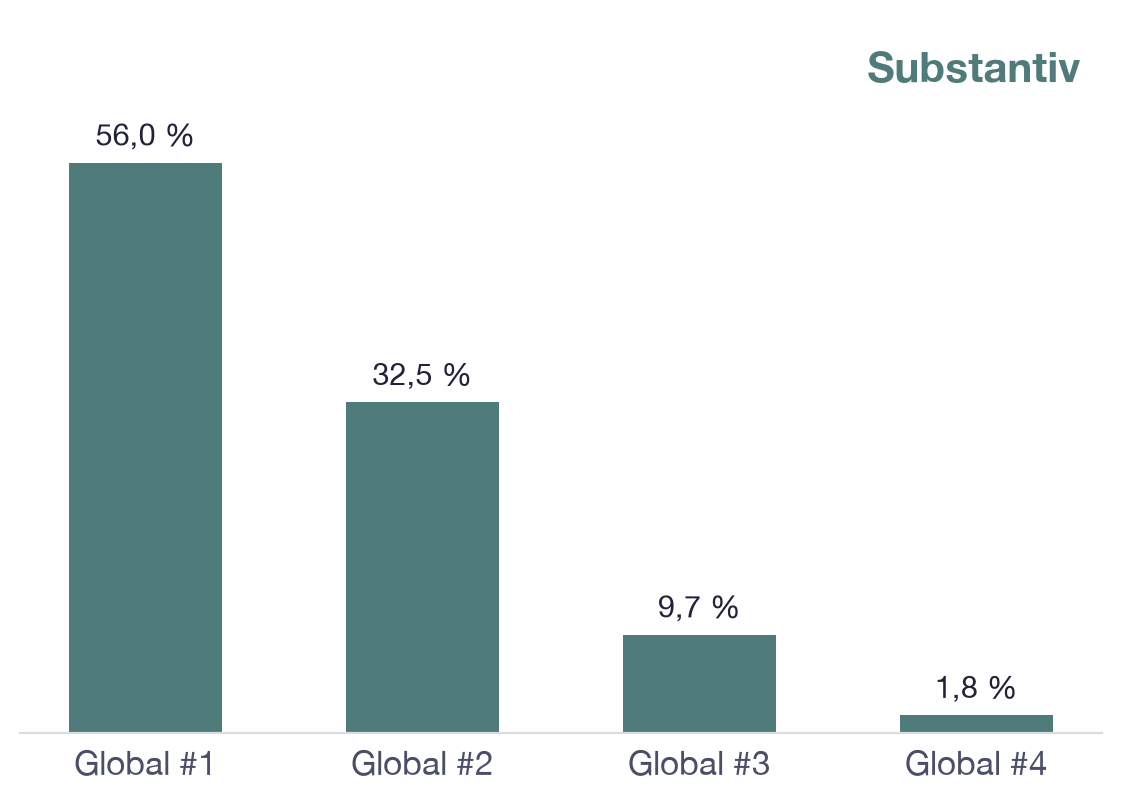 Substantiv
56,0 %
32,5 %
9,7 %
1,8 %
Global #1
Global #2
Global #3
Global #4